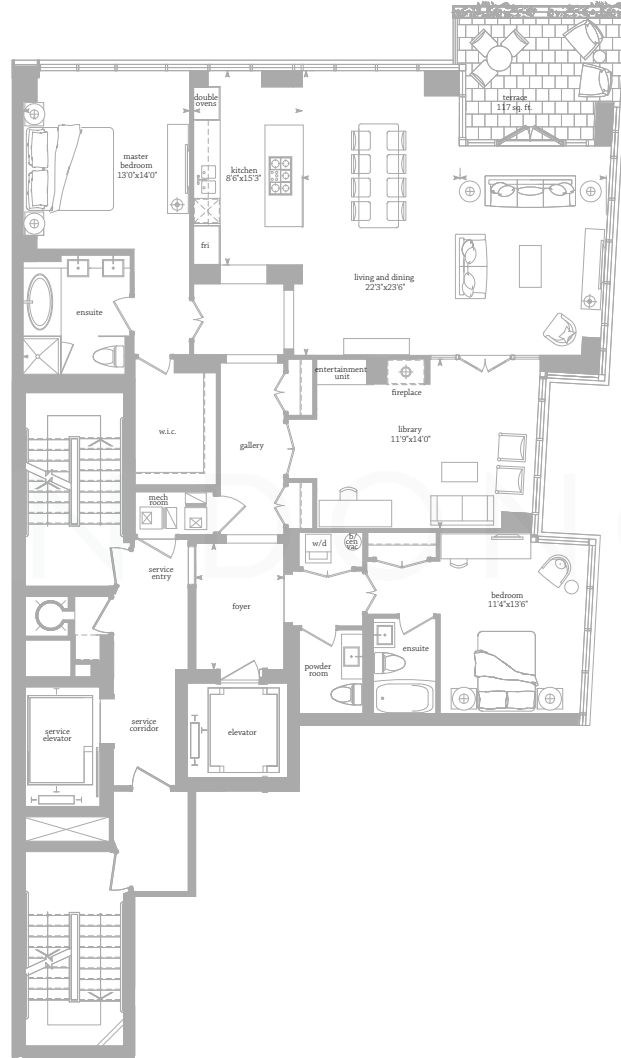 terrace
117 sq. ft.
double
ovens
master
bedroom
13'0"x14'0"
kitchen
8'6"x15'3"
fri
living and dining
22'3"x23'6"
ensuite
entertainment
unit
fireplace
w.i.c.
gallery
library
11'9"x14'0"
mech
room
w/d
b/i
cen
vac
service
entry
foyer
bedroom
11'4"x13'6"
ensuite
powder
room
service
elevator
service
corridor
elevator